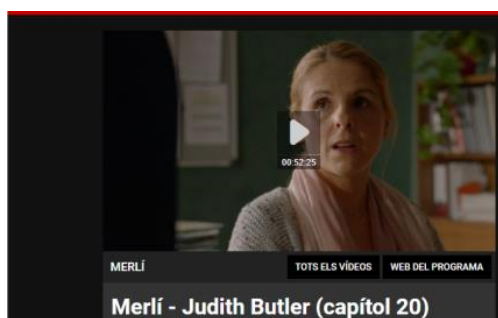 00:52:25
MERLÍ TOTS ELS VÍDEOS WEB DEL PROGRAMA
Merlí - Judith Butler (capítol 20)